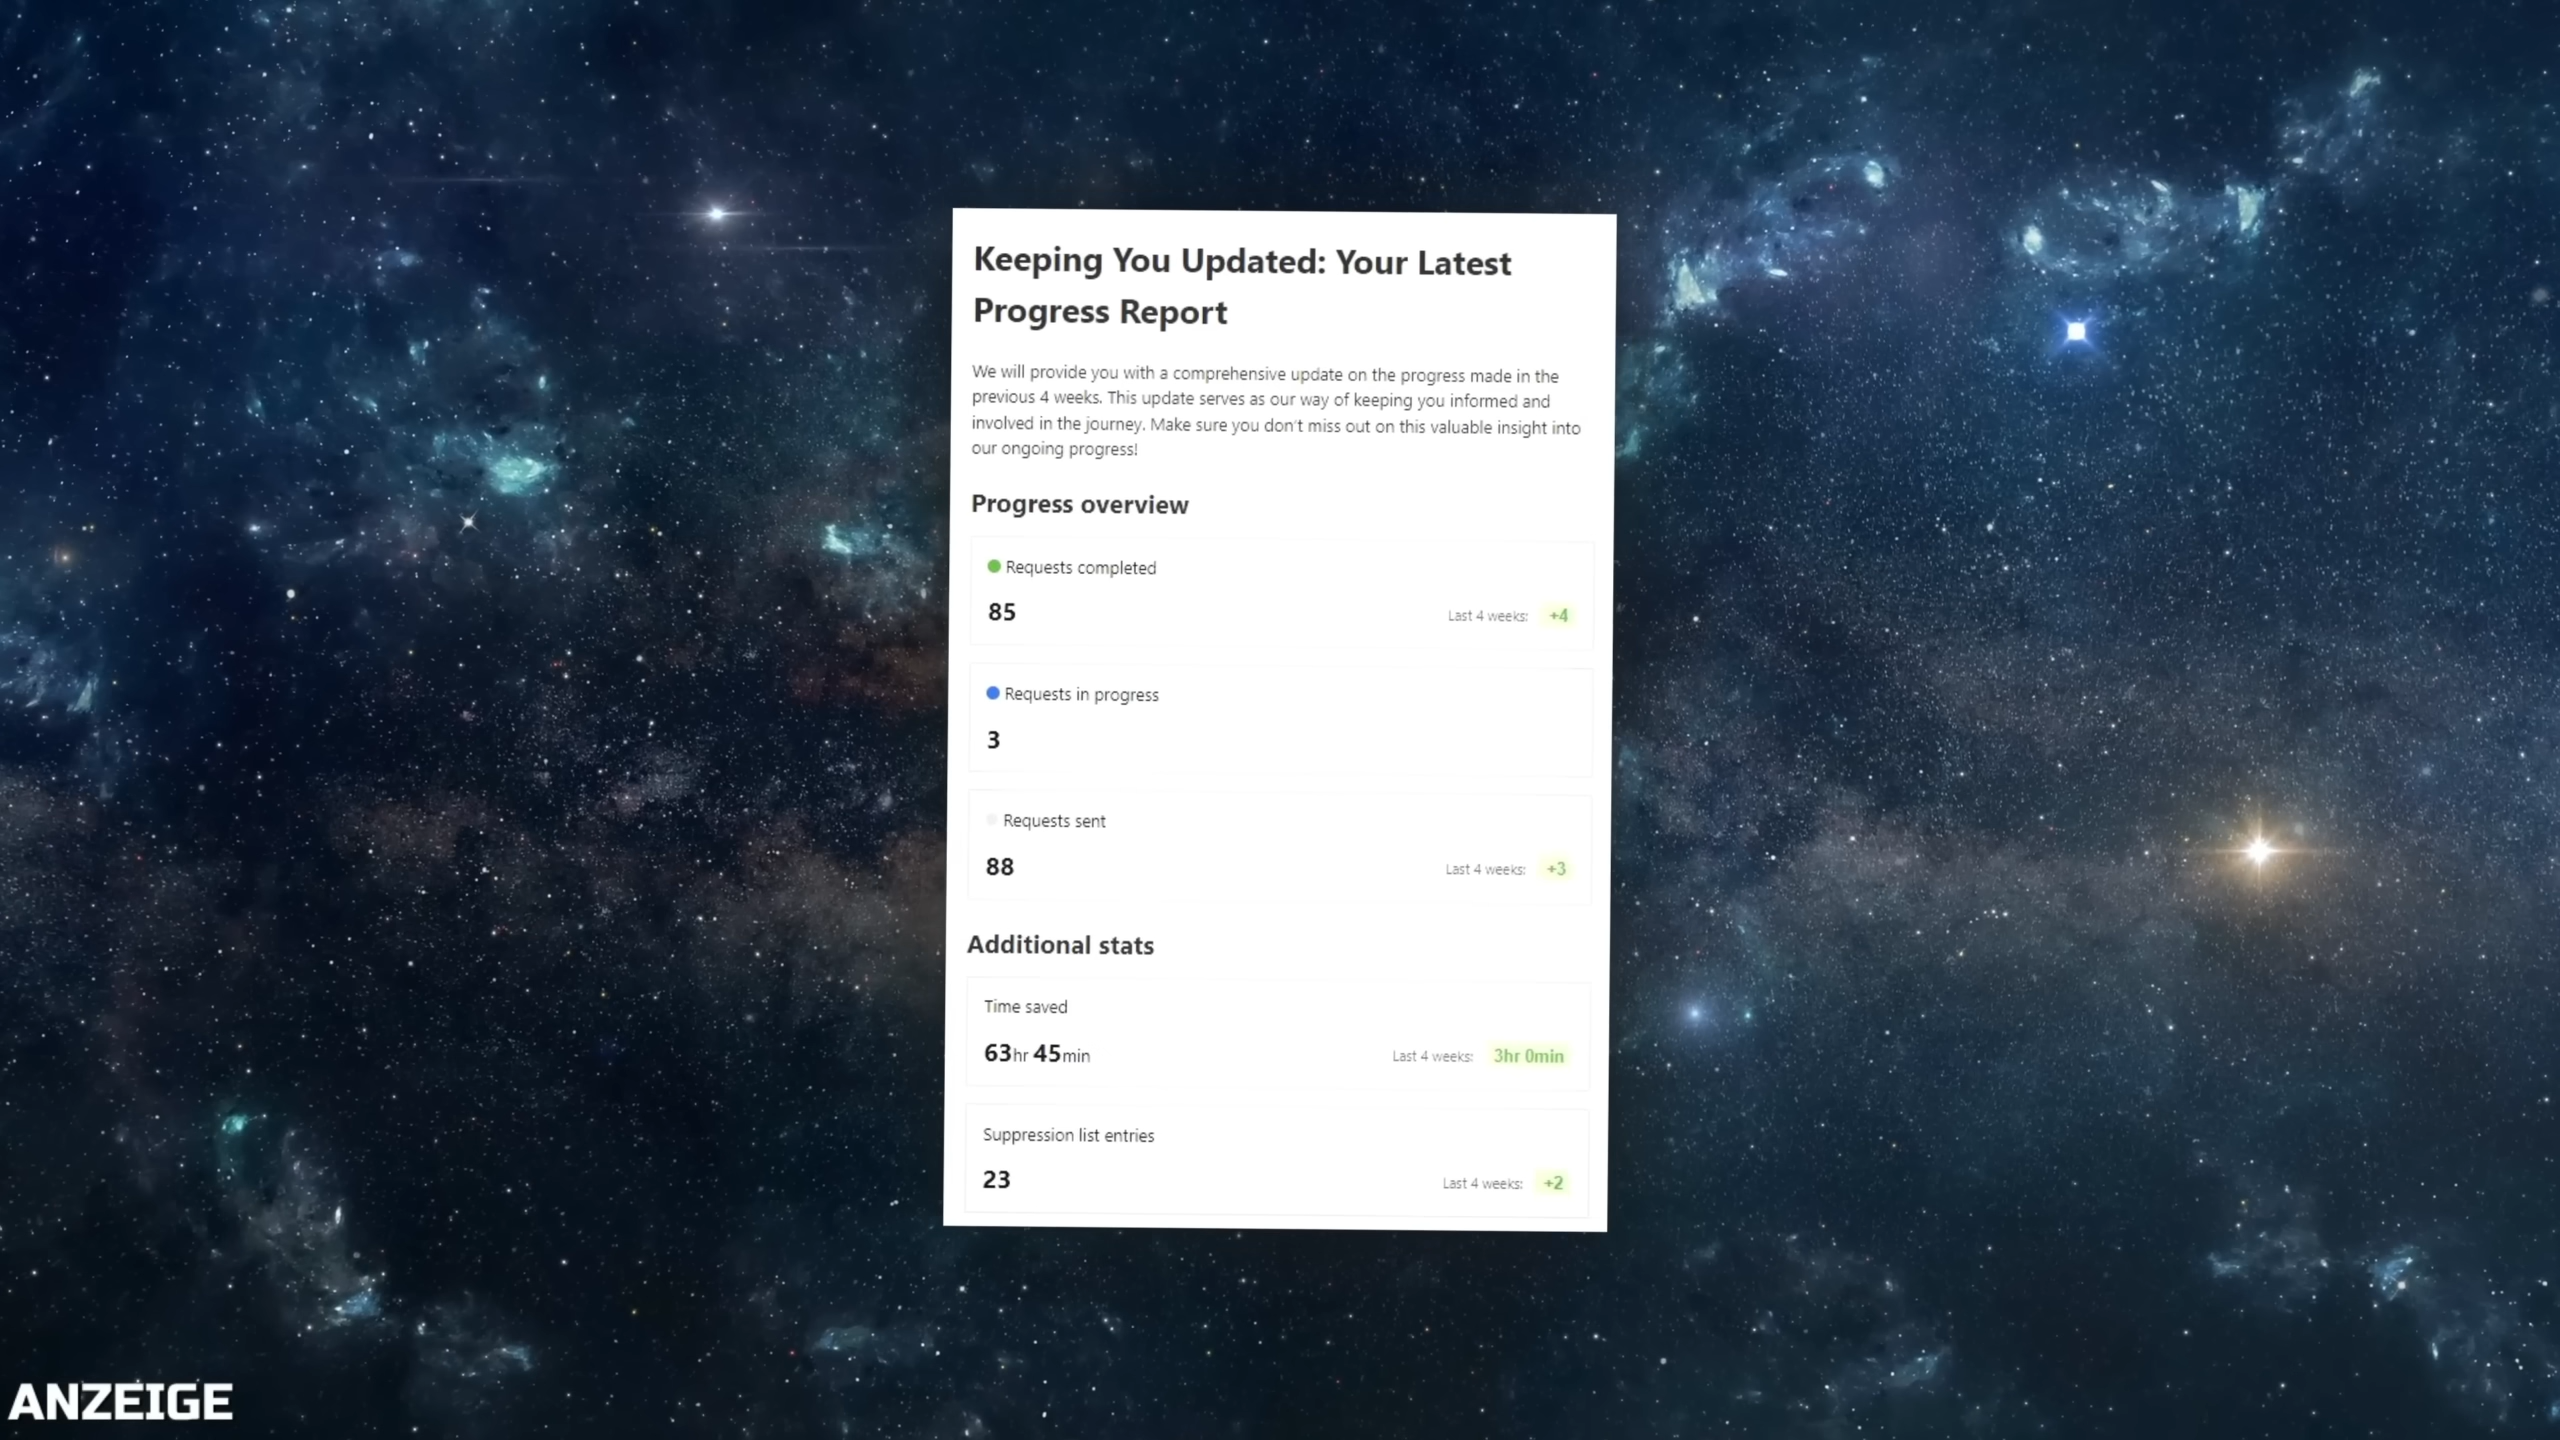 Keeping You Updated: Your Latest
Progress Report
We will provide you with a comprehensive update on the progress made in the
previous 4 weeks. This update serves as our way of keeping you informed and
involved in the journey. Make sure you don't miss out on this valuable insight into
our ongoing progress!
Progress overview
Requests completed
85 Last 4 weeks: +4
Requests in progress
3
Requests sent
88 Last 4 weeks: +3
Additional stats
Time saved
63hr 45min Last 4 weeks: 3hr 0min
Suppression list entries
23 Last 4 weeks: +2
ANZEIGE